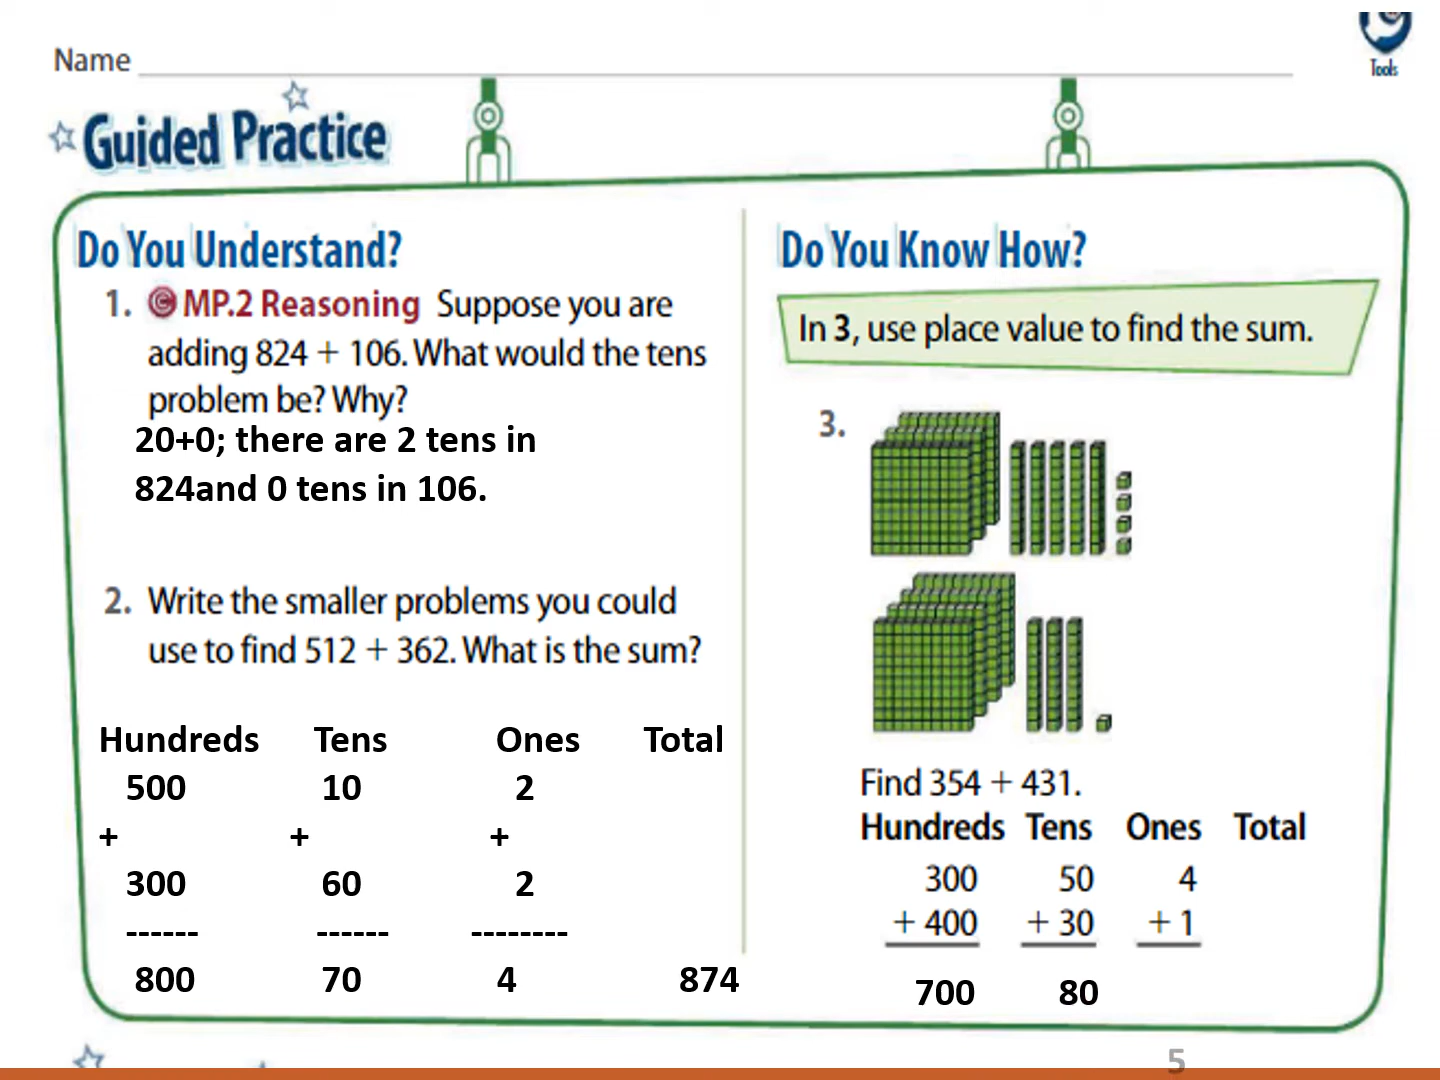 Name
Tools
Guided Practice
Do You Understand?
1. © MP.2 Reasoning Suppose you are
adding 824 + 106. What would the tens
problem be? Why?
20+0; there are 2 tens in
824and 0 tens in 106.
2. Write the smaller problems you could
use to find 512 + 362. What is the sum?
Hundreds Tens Ones Total
500 10 2
+ + +
300 60 2
------ ------ --------
800 70 4 874
Do You Know How?
In 3, use place value to find the sum.
3.
Find 354 + 431.
Hundreds Tens Ones Total
300 50 4
+ 400 + 30 + 1
700 80
5